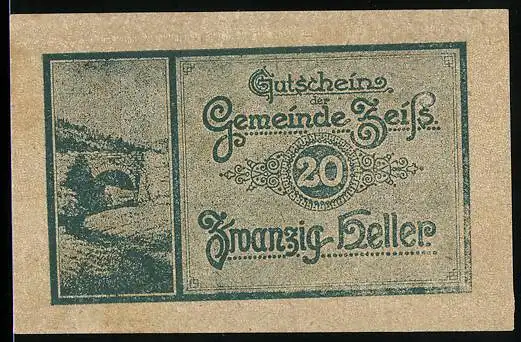 Gutschein
der
Gemeinde Zeiß.
20
Zwanzig Heller.